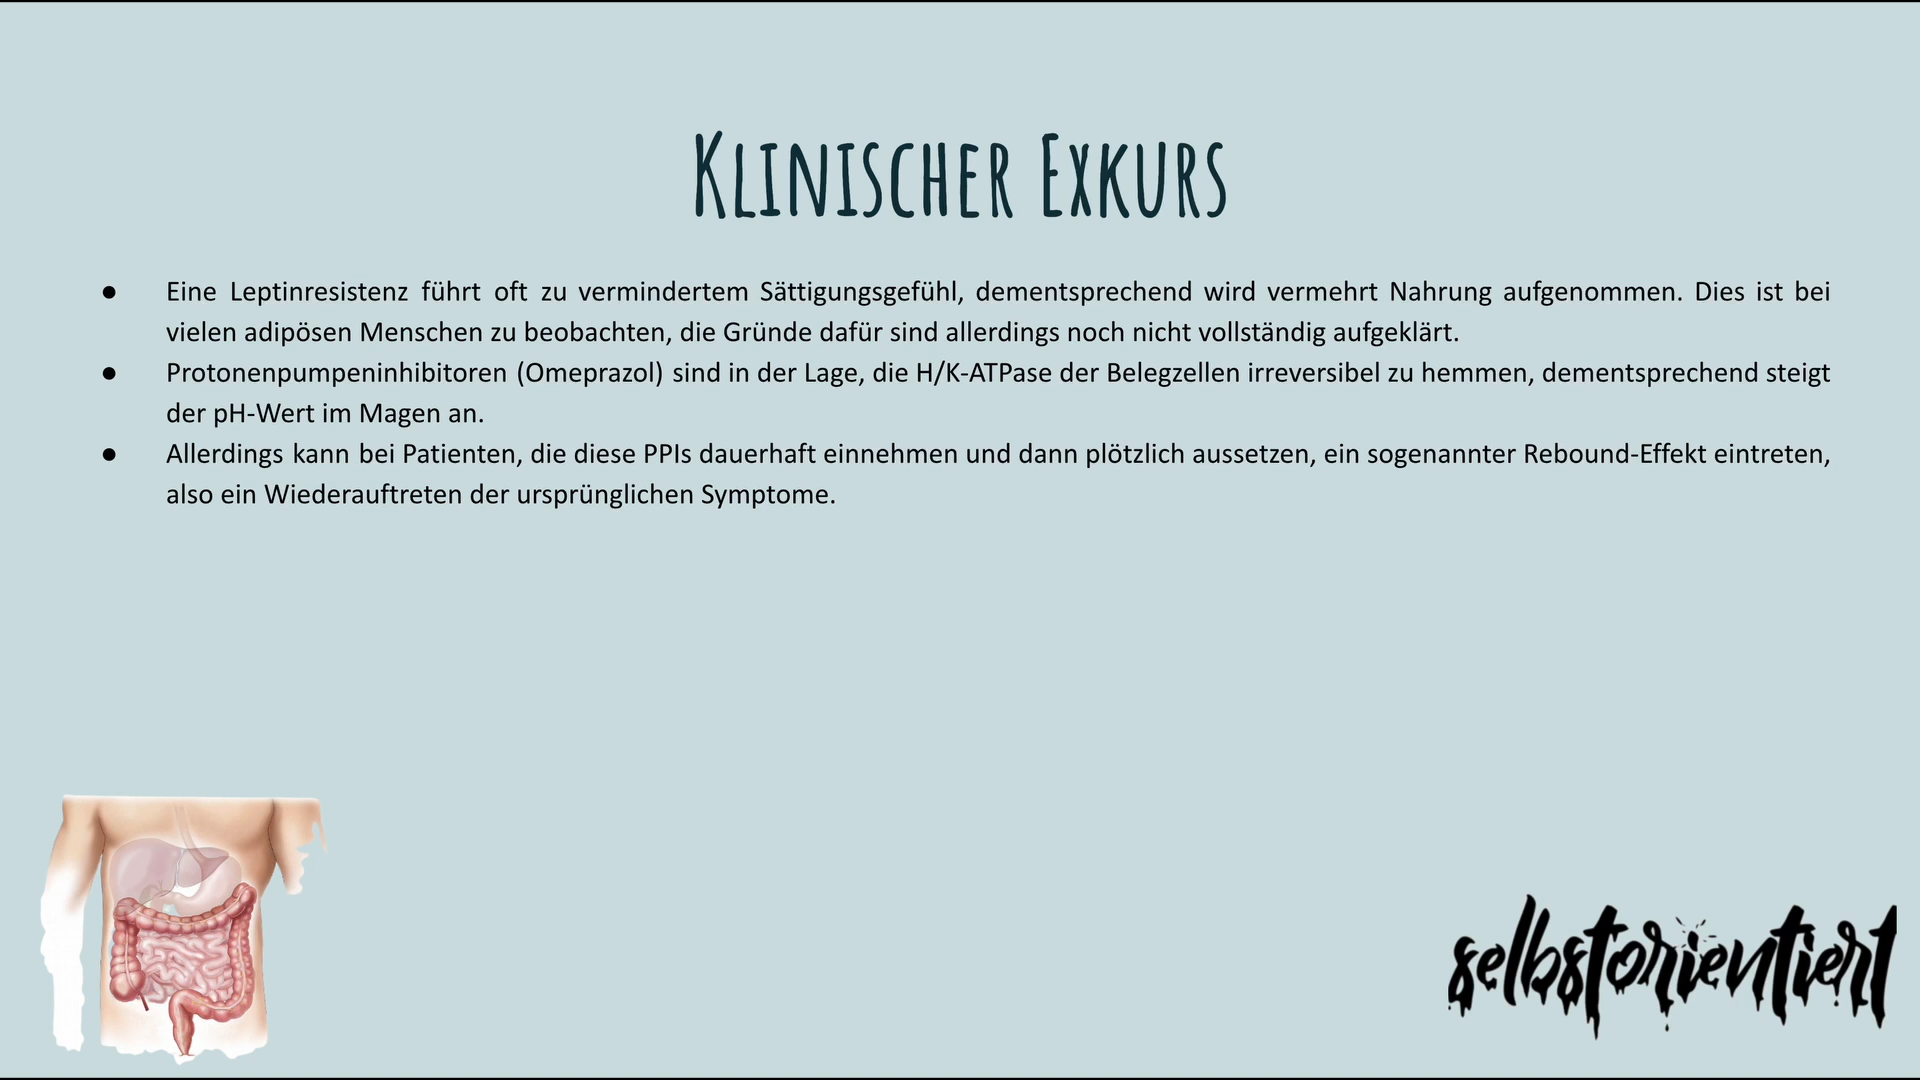 Klinischer Exkurs
● Eine Leptinresistenz führt oft zu vermindertem Sättigungsgefühl, dementsprechend wird vermehrt Nahrung aufgenommen. Dies ist bei
vielen adipösen Menschen zu beobachten, die Gründe dafür sind allerdings noch nicht vollständig aufgeklärt.
● Protonenpumpeninhibitoren (Omeprazol) sind in der Lage, die H/K-ATPase der Belegzellen irreversibel zu hemmen, dementsprechend steigt
der pH-Wert im Magen an.
● Allerdings kann bei Patienten, die diese PPIs dauerhaft einnehmen und dann plötzlich aussetzen, ein sogenannter Rebound-Effekt eintreten,
also ein Wiederauftreten der ursprünglichen Symptome.
selbstorientiert